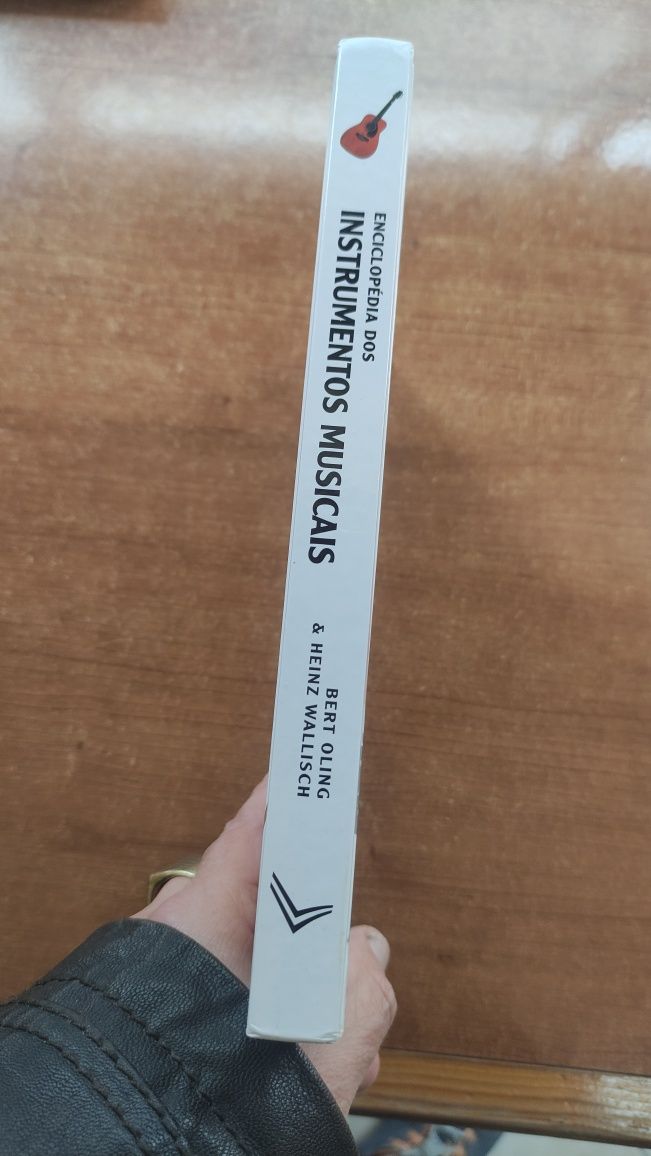 ENCICLOPÉDIA DOS
INSTRUMENTOS MUSICAIS
BERT OLING
& HEINZ WALLISCH